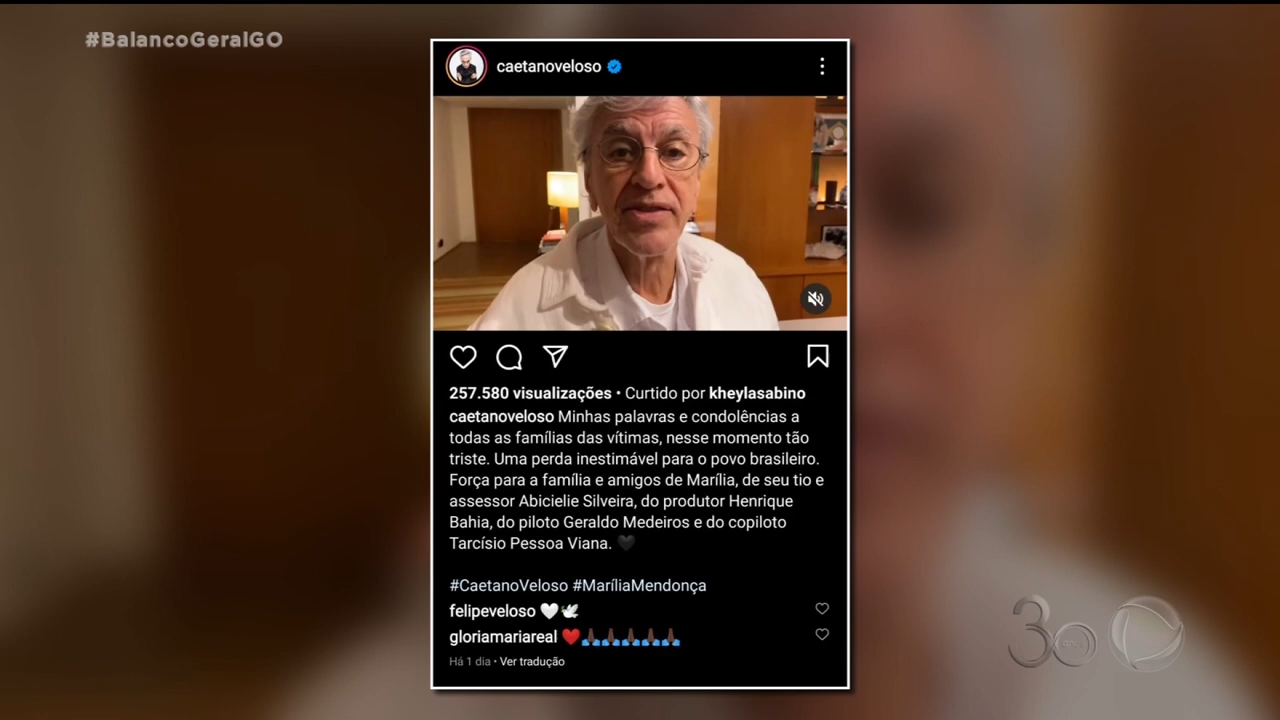 #BalancoGeralGO
caetanoveloso
257.580 visualizações • Curtido por kheylasabino
caetanoveloso Minhas palavras e condolências a
todas as famílias das vítimas, nesse momento tão
triste. Uma perda inestimável para o povo brasileiro.
Força para a família e amigos de Marília, de seu tio e
assessor Abicielie Silveira, do produtor Henrique
Bahia, do piloto Geraldo Medeiros e do copiloto
Tarcísio Pessoa Viana. 🖤
#CaetanoVeloso #MaríliaMendonça
felipeveloso 🤍🕊
gloriamariareal ❤️🙏🏿🙏🏿🙏🏿🙏🏿🙏🏿
Há 1 dia • Ver tradução
30